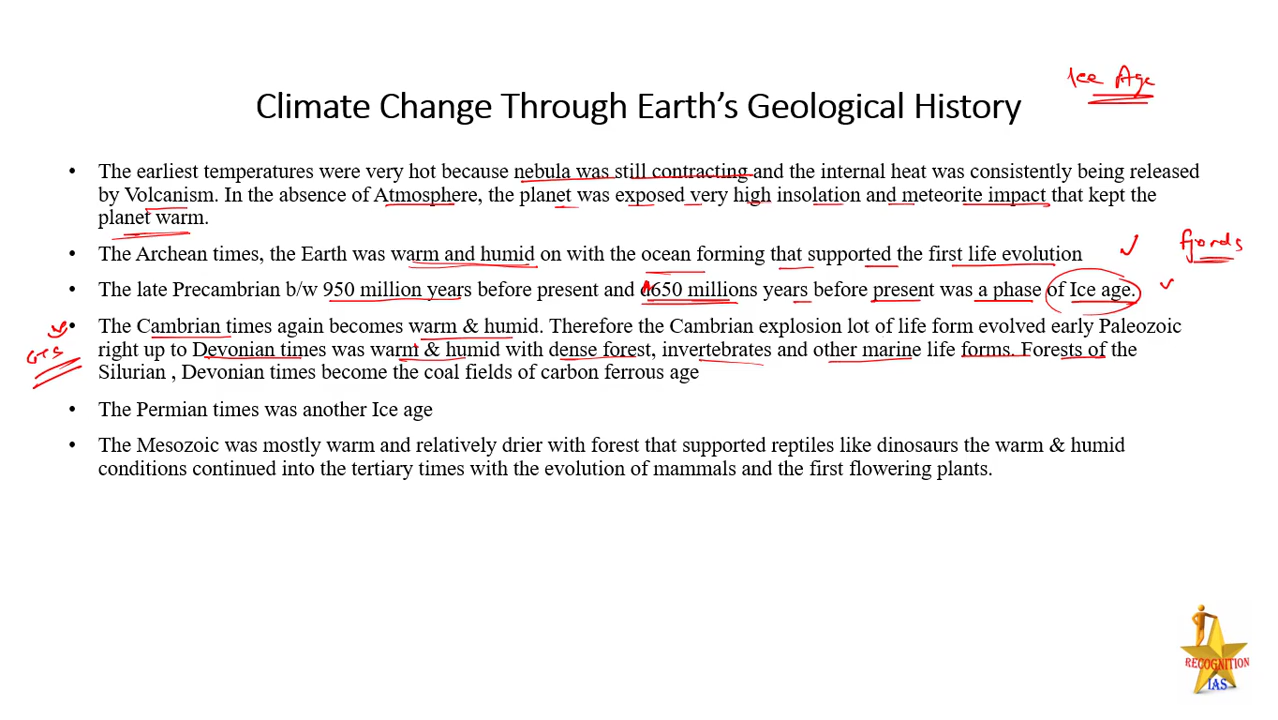 Ice Age
Climate Change Through Earth's Geological History
• The earliest temperatures were very hot because nebula was still contracting and the internal heat was consistently being released
by Volcanism. In the absence of Atmosphere, the planet was exposed very high insolation and meteorite impact that kept the
planet warm.
• The Archean times, the Earth was warm and humid on with the ocean forming that supported the first life evolution
fjords
• The late Precambrian b/w 950 million years before present and 650 millions years before present was a phase of Ice age.
• The Cambrian times again becomes warm & humid. Therefore the Cambrian explosion lot of life form evolved early Paleozoic
GTS
right up to Devonian times was warm & humid with dense forest, invertebrates and other marine life forms. Forests of the
Silurian , Devonian times become the coal fields of carbon ferrous age
• The Permian times was another Ice age
• The Mesozoic was mostly warm and relatively drier with forest that supported reptiles like dinosaurs the warm & humid
conditions continued into the tertiary times with the evolution of mammals and the first flowering plants.
RECOGNITION
IAS